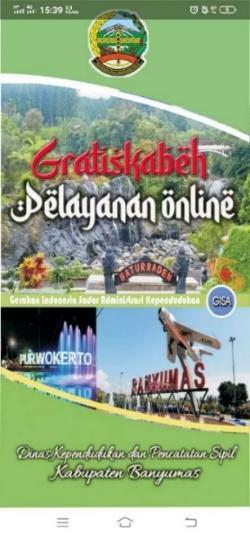 15:39
Gratiskabeh
Pelayanan online
BATURRADEN
Gerakan Indonesia Sadar Administrasi Kependudukan
GISA
PURWOKERTO
BANYUMAS
Dinas Kependudukan dan Pencatatan Sipil
Kabupaten Banyumas